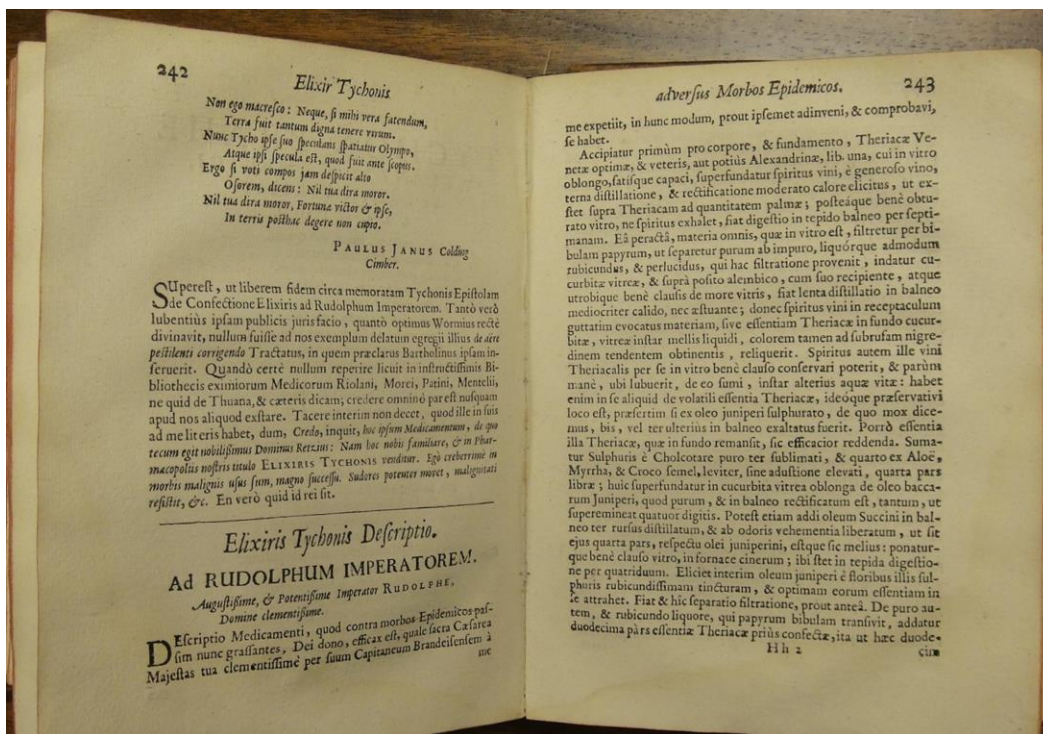 242
Elixir Tychonis
Non ego macresco: Neque, si mihi vera fatendum,
Terra fuit tantum digna tenere virum.
Nunc Tycho ipse suo speculans spatiatur Olympo,
Atque ipsi specula est, quod fuit ante scopus.
Ergo si voti compos jam despicit alto
Osorem, dicens: Nil tua dira moror.
Nil tua dira moror, Fortunæ victor & ipse,
In terris posthac degere non cupio.
PAULUS JANUS Colding
Cimber.
SUperest, ut liberem fidem circa memoratam Tychonis Epistolam
de Confectione Elixiris ad Rudolphum Imperatorem. Tantò verò
lubentiùs ipsam publicis juris facio, quantò optimus Wormius rectè
divinavit, nullum fuisse ad nos exemplum delatum egregii illius de aëre
pestilenti corrigendo Tractatus, in quem præclarus Bartholinus ipsam in-
seruerit. Quandò certè nullum reperire licuit in instructissimis Bi-
bliothecis eximiorum Medicorum Riolani, Morei, Patini, Mentelii,
ne quid de Thuana, & cæteris dicam; credere omninò par est nusquam
apud nos aliquod exstare. Tacere interim non decet, quod ille in suis
ad me literis habet, dum, Credo, inquit, hoc ipsum Medicamentum, de quo
tecum egit nobilissimus Dominus Retzius: Nam hoc nobis familiare, & in Phar-
macopoliis nostris titulo ELIXIRIS TYCHONIS venditur. Egò creberrimè in
morbis malignis usus sum, magno successu. Sudores potenter movet, malignitati
resistit, &c. En verò quid id rei sit.
Elixiris Tychonis Descriptio.
Ad RUDOLPHUM IMPERATOREM.
Augustissime, & Potentissime Imperator RUDOLPHE,
Domine clementissime.
DEscriptio Medicamenti, quod contra morbos Epidemicos pas-
sim nunc grassantes, Dei dono, efficax est, quale sacra Cæsarea
Majestas tua clementissimè per suum Capitaneum Brandeisensem à
me
adversus Morbos Epidemicos.
243
me expetiit, in hunc modum, prout ipsemet adinveni, & comprobavi,
se habet.
Accipiatur primùm pro corpore, & fundamento, Theriacæ Ve-
netæ optimæ, & veteris, aut potiùs Alexandrinæ, lib. una, cui in vitro
oblongo, satisque capaci, superfundatur spiritus vini, è generoso vino,
terna distillatione, & rectificatione moderato calore elicitus, ut ex-
stet supra Theriacam ad quantitatem palmæ; posteáque benè obtu-
rato vitro, ne spiritus exhalet, fiat digestio in tepido balneo per septi-
manam. Eâ peractâ, materia omnis, quæ in vitro est, filtretur per bi-
bulam papyrum, ut separetur purum ab impuro, liquórque admodum
rubicundus, & perlucidus, qui hac filtratione provenit, indatur cu-
curbitæ vitreæ, & suprà posito alembico, cum suo recipiente, atque
utrobique benè clausis de more vitris, fiat lenta distillatio in balneo
mediocriter calido, nec æstuante; donec spiritus vini in receptaculum
guttatim evocatus materiam, sive essentiam Theriacæ in fundo cucur-
bitæ, vitreæ instar mellis liquidi, colorem tamen ad subrufam nigre-
dinem tendentem obtinentis, reliquerit. Spiritus autem ille vini
Theriacalis per se in vitro benè clauso conservari poterit, & parùm
manè, ubi lubuerit, de eo sumi, instar alterius aquæ vitæ: habet
enim in se aliquid de volatili essentia Theriacæ, ideóque præservativi
loco est, præsertim si ex oleo juniperi sulphurato, de quo mox dice-
mus, bis, vel ter ulterius in balneo exaltatus fuerit. Porrò essentia
illa Theriacæ, quæ in fundo remansit, sic efficacior reddenda. Suma-
tur Sulphuris è Cholcotare puro ter sublimati, & quarto ex Aloë,
Myrrha, & Croco semel, leviter, sine adustione elevati, quarta pars
libræ; huic superfundatur in cucurbita vitrea oblonga de oleo bacca-
rum Juniperi, quod purum, & in balneo rectificatum est, tantum, ut
superemineat quatuor digitis. Potest etiam addi oleum Succini in bal-
neo ter rursus distillatum, & ab odoris vehementia liberatum, ut sit
ejus quarta pars, respectu olei juniperini, estque sic melius: ponatur-
que benè clauso vitro, in fornace cinerum; ibi stet in tepida digestio-
ne per quatriduum. Eliciet interim oleum juniperi è floribus illis sul-
phuris rubicundissimam tincturam, & optimam eorum essentiam in
se attrahet. Fiat & hic separatio filtratione, prout anteâ. De puro au-
tem, & rubicundo liquore, qui papyrum bibulam transivit, addatur
duodecima pàrs essentiæ Theriacæ priùs confectæ, ita ut hæc duode-
Hh 2
cim